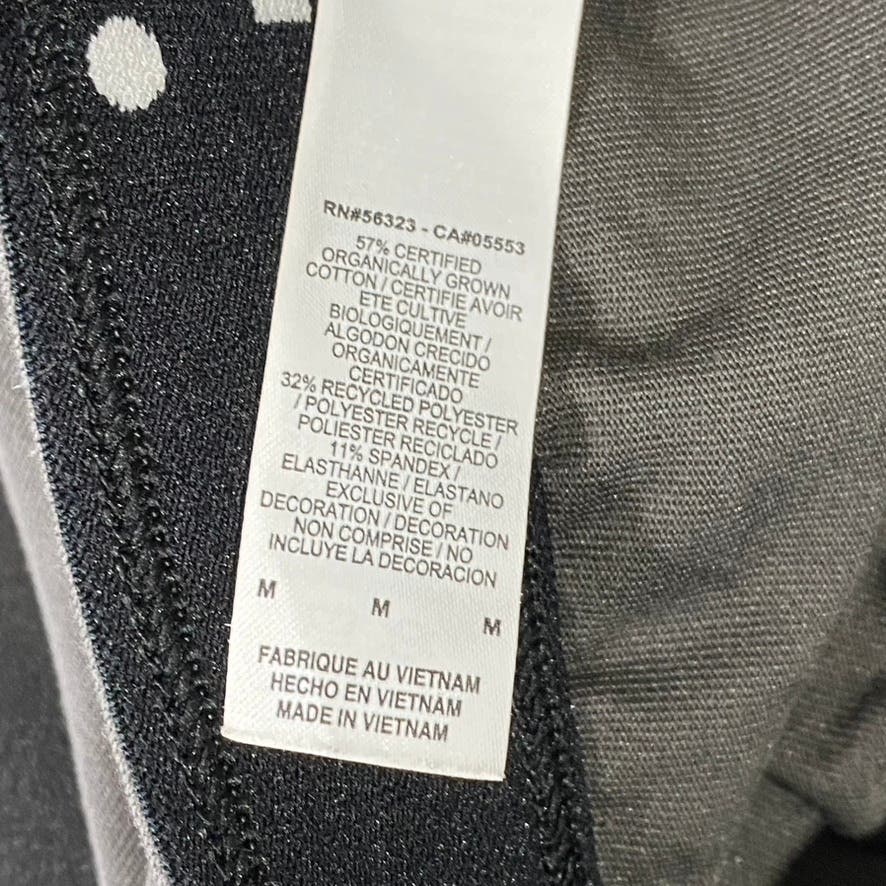 RN#56323 - CA#05553
57% CERTIFIED
ORGANICALLY GROWN
COTTON / CERTIFIE AVOIR
ETE CULTIVE
BIOLOGIQUEMENT /
ALGODON CRECIDO
ORGANICAMENTE
CERTIFICADO
32% RECYCLED POLYESTER
/ POLYESTER RECYCLE /
POLIESTER RECICLADO
11% SPANDEX /
ELASTHANNE / ELASTANO
EXCLUSIVE OF
DECORATION / DECORATION
NON COMPRISE / NO
INCLUYE LA DECORACION
M M M
FABRIQUE AU VIETNAM
HECHO EN VIETNAM
MADE IN VIETNAM